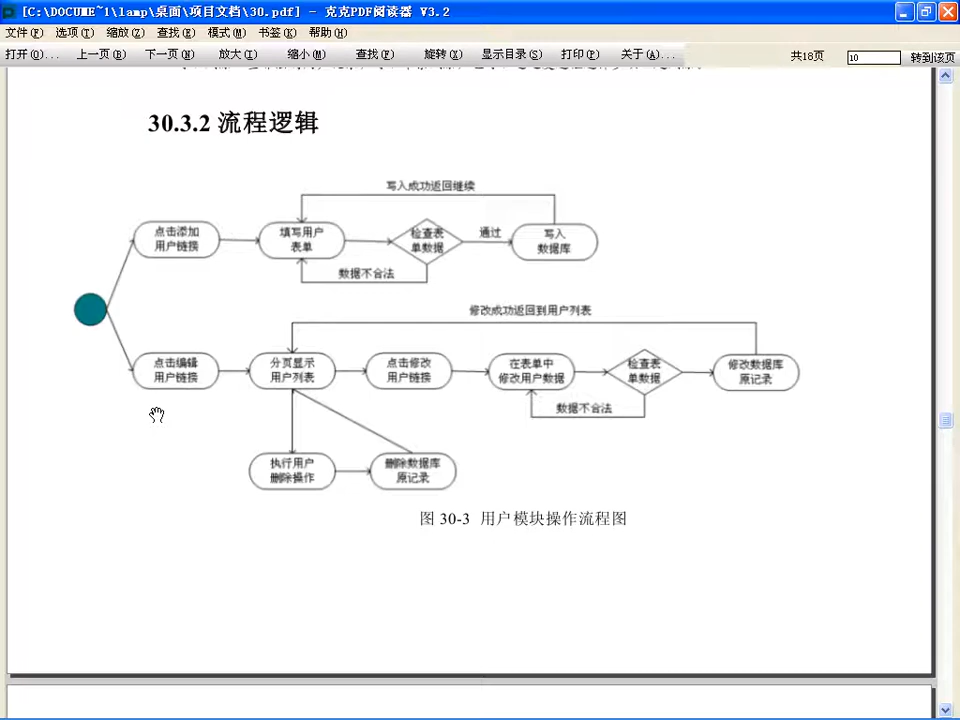 [C:\DOCUME~1\lamp\桌面\项目文档\30.pdf] - 克克PDF阅读器 V3.2
文件(F) 选项(T) 缩放(Z) 查找(F) 模式(M) 书签(K) 帮助(H)
打开(O)... 上一页(B) 下一页(N) 放大(I) 缩小(M) 查找(F) 旋转(X) 显示目录(S) 打印(P) 关于(A)... 共18页 10 转到该页
30.3.2 流程逻辑
写入成功返回继续
点击添加
用户链接
填写用户
表单
检查表
单数据
通过
写入
数据库
数据不合法
修改成功返回到用户列表
点击编辑
用户链接
分页显示
用户列表
点击修改
用户链接
在表单中
修改用户数据
检查表
单数据
修改数据库
原记录
数据不合法
执行用户
删除操作
删除数据库
原记录
图 30-3 用户模块操作流程图